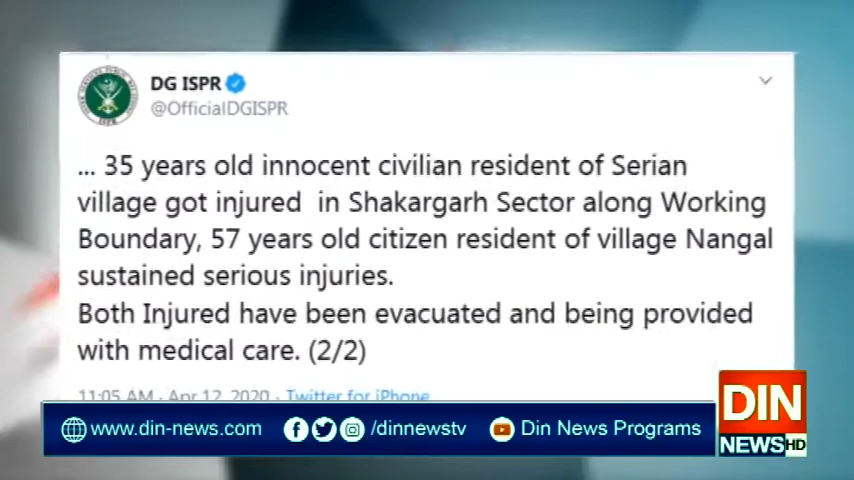 DG ISPR
@OfficialDGISPR
... 35 years old innocent civilian resident of Serian
village got injured in Shakargarh Sector along Working
Boundary, 57 years old citizen resident of village Nangal
sustained serious injuries.
Both Injured have been evacuated and being provided
with medical care. (2/2)
11:05 AM · Apr 12, 2020 · Twitter for iPhone
www.din-news.com /dinnewstv Din News Programs
DIN
NEWS HD